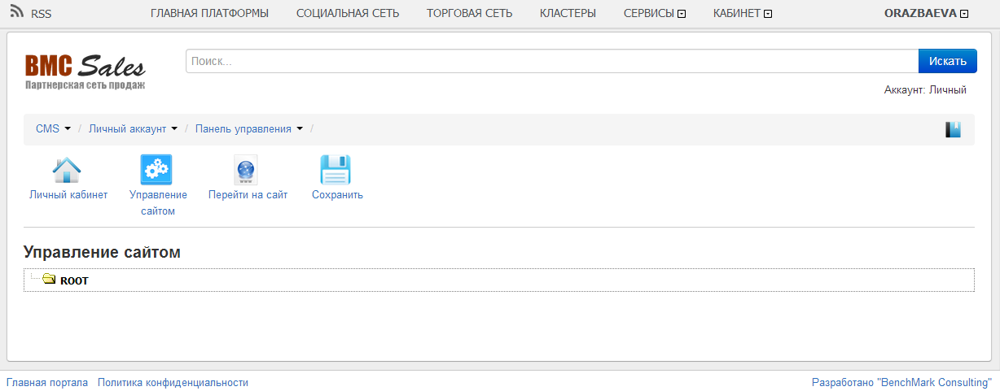 RSS ГЛАВНАЯ ПЛАТФОРМЫ СОЦИАЛЬНАЯ СЕТЬ ТОРГОВАЯ СЕТЬ КЛАСТЕРЫ СЕРВИСЫ КАБИНЕТ ORAZBAEVA
BMC Sales
Партнерская сеть продаж
Поиск... Искать
Аккаунт: Личный
CMS / Личный аккаунт / Панель управления /
Личный кабинет Управление сайтом Перейти на сайт Сохранить
Управление сайтом
ROOT
Главная портала Политика конфиденциальности Разработано "BenchMark Consulting"